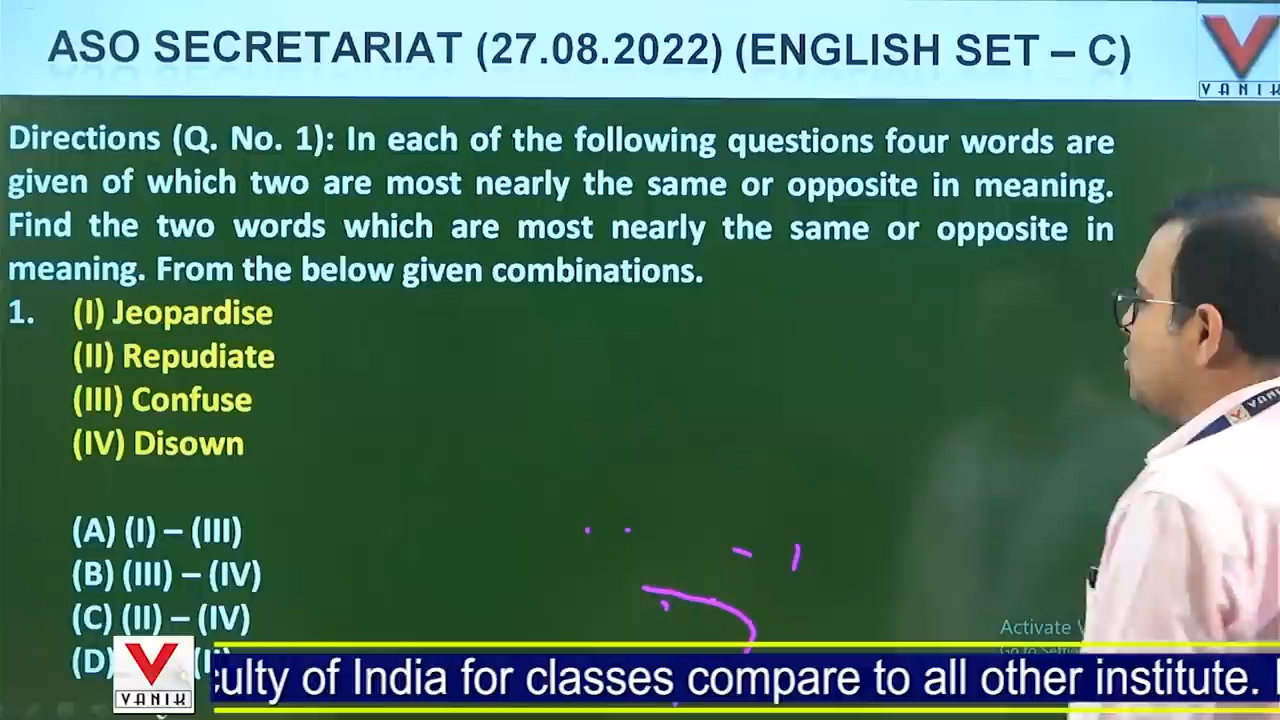 ASO SECRETARIAT (27.08.2022) (ENGLISH SET – C)
VANIK
Directions (Q. No. 1): In each of the following questions four words are
given of which two are most nearly the same or opposite in meaning.
Find the two words which are most nearly the same or opposite in
meaning. From the below given combinations.
1. (I) Jeopardise
(II) Repudiate
(III) Confuse
(IV) Disown
VANIK
(A) (I) – (III)
(B) (III) – (IV)
(C) (II) – (IV)
(D)
Activate
Go to
VANIK
culty of India for classes compare to all other institute.